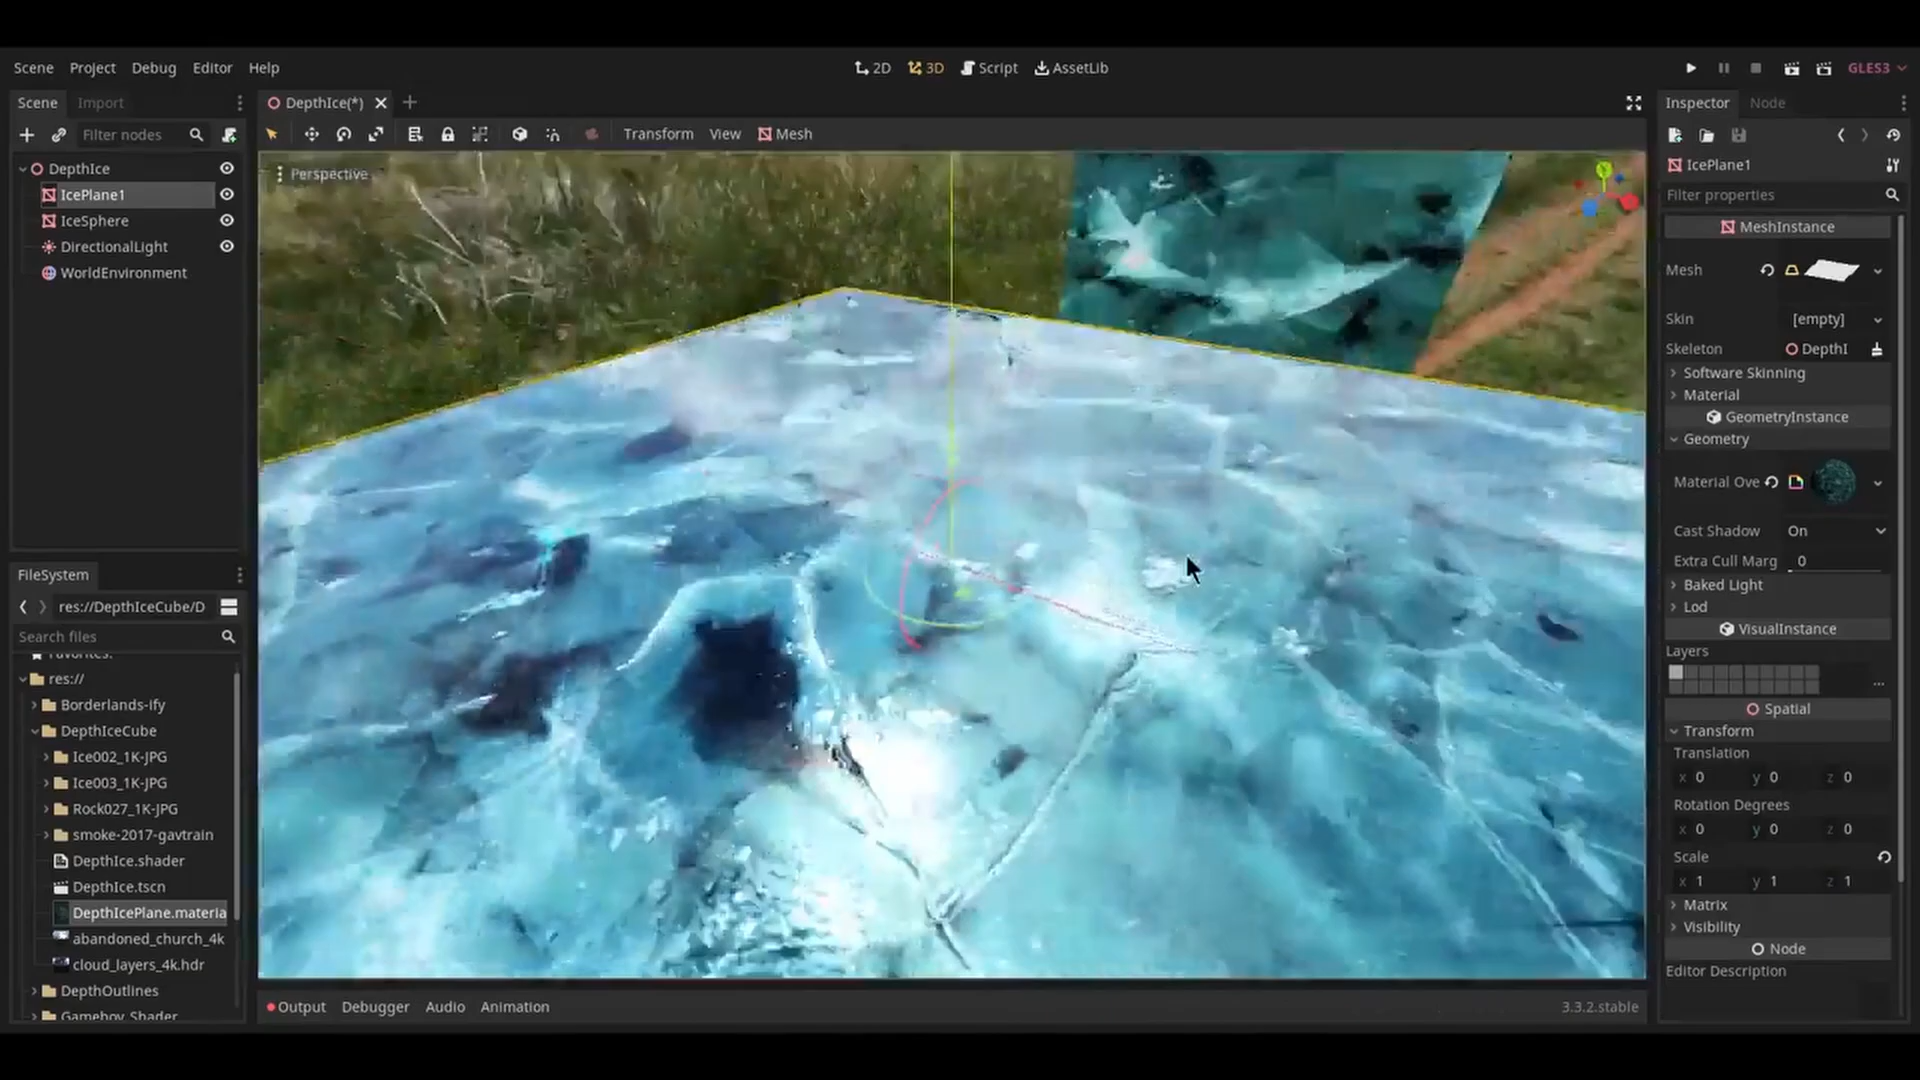 Scene Project Debug Editor Help
2D 3D Script AssetLib
GLES3
Scene Import
DepthIce(*)
Inspector Node
Filter nodes
Transform View Mesh
DepthIce
IcePlane1
IceSphere
DirectionalLight
WorldEnvironment
Perspective
Y
IcePlane1
Filter properties
MeshInstance
Mesh
Skin [empty]
Skeleton DepthI
Software Skinning
Material
GeometryInstance
Geometry
Material Ove
Cast Shadow On
Extra Cull Marg 0
Baked Light
Lod
VisualInstance
Layers
...
Spatial
Transform
Translation
x 0 y 0 z 0
Rotation Degrees
x 0 y 0 z 0
Scale
x 1 y 1 z 1
Matrix
Visibility
Node
Editor Description
FileSystem
res://DepthIceCube/D
Search files
Favorites:
res://
Borderlands-ify
DepthIceCube
Ice002_1K-JPG
Ice003_1K-JPG
Rock027_1K-JPG
smoke-2017-gavtrain
DepthIce.shader
DepthIce.tscn
DepthIcePlane.materia
abandoned_church_4k
cloud_layers_4k.hdr
DepthOutlines
Gameboy_Shader
Output Debugger Audio Animation
3.3.2.stable